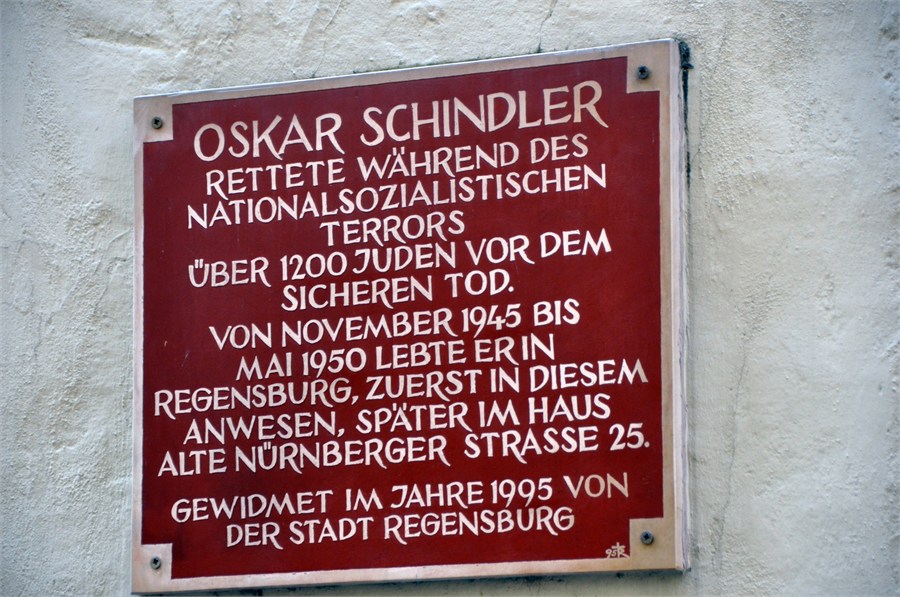 OSKAR SCHINDLER
RETTETE WÄHREND DES
NATIONALSOZIALISTISCHEN
TERRORS
ÜBER 1200 JUDEN VOR DEM
SICHEREN TOD.
VON NOVEMBER 1945 BIS
MAI 1950 LEBTE ER IN
REGENSBURG, ZUERST IN DIESEM
ANWESEN, SPÄTER IM HAUS
ALTE NÜRNBERGER STRASSE 25.
GEWIDMET IM JAHRE 1995 VON
DER STADT REGENSBURG